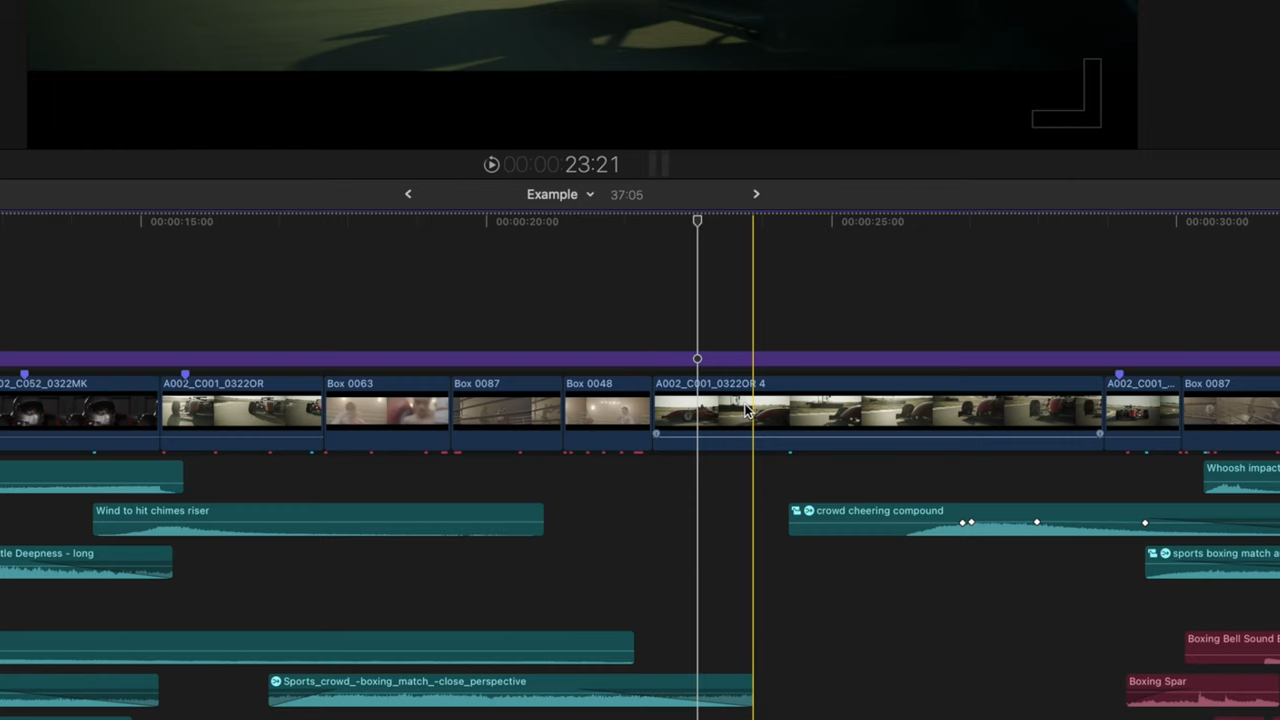 00:00:23:21
Example 37:05
00:00:15:00 00:00:20:00 00:00:25:00 00:00:30:00
02_C052_0322MK A002_C001_0322OR Box 0063 Box 0087 Box 0048 A002_C001_0322OR 4 A002_C001_... Box 0087
Whoosh impact
Wind to hit chimes riser crowd cheering compound
tle Deepness - long sports boxing match a
Boxing Bell Sound E
Sports_crowd_-boxing_match_-close_perspective Boxing Spar